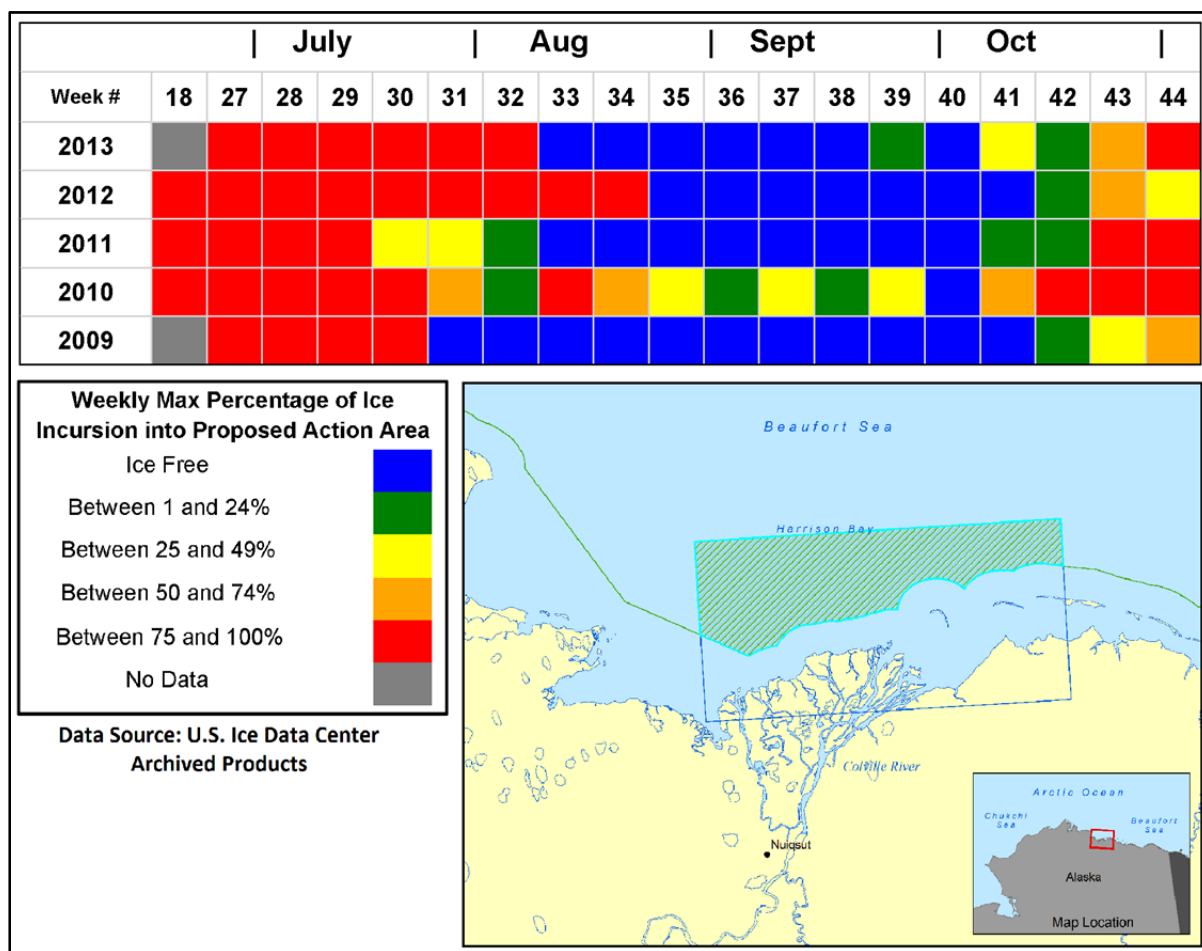 | July | Aug | Sept | Oct |
Week # 18 27 28 29 30 31 32 33 34 35 36 37 38 39 40 41 42 43 44
2013
2012
2011
2010
2009
Weekly Max Percentage of Ice
Incursion into Proposed Action Area
Ice Free
Between 1 and 24%
Between 25 and 49%
Between 50 and 74%
Between 75 and 100%
No Data
Data Source: U.S. Ice Data Center
Archived Products
Beaufort Sea
Harrison Bay
Colville River
Nuiqsut
Arctic Ocean
Chukchi
Sea
Beaufort
Sea
Alaska
Map Location